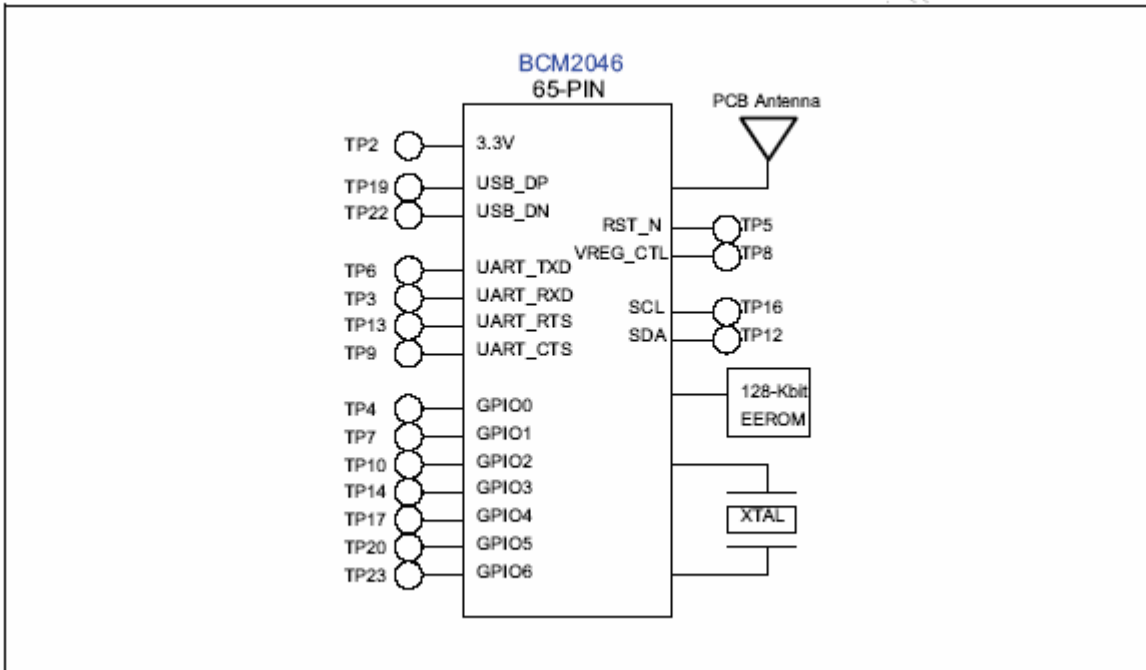 BCM2046
65-PIN
PCB Antenna
TP2 3.3V
TP19 USB_DP
TP22 USB_DN
RST_N TP5
VREG_CTL TP8
TP6 UART_TXD
TP3 UART_RXD
TP13 UART_RTS
TP9 UART_CTS
SCL TP16
SDA TP12
128-Kbit
EEROM
TP4 GPIO0
TP7 GPIO1
TP10 GPIO2
TP14 GPIO3
TP17 GPIO4
TP20 GPIO5
TP23 GPIO6
XTAL